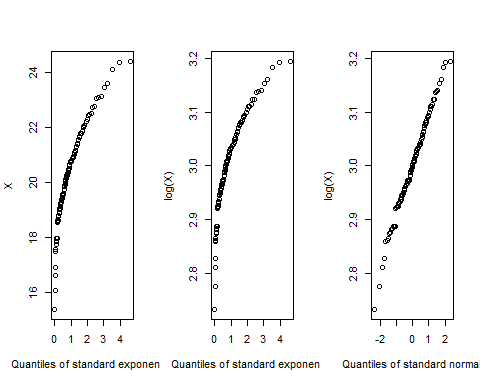 X
24
22
20
18
16
0 1 2 3 4
Quantiles of standard exponen
log(X)
3.2
3.1
3.0
2.9
2.8
0 1 2 3 4
Quantiles of standard exponen
log(X)
3.2
3.1
3.0
2.9
2.8
-2 0 1 2
Quantiles of standard normal